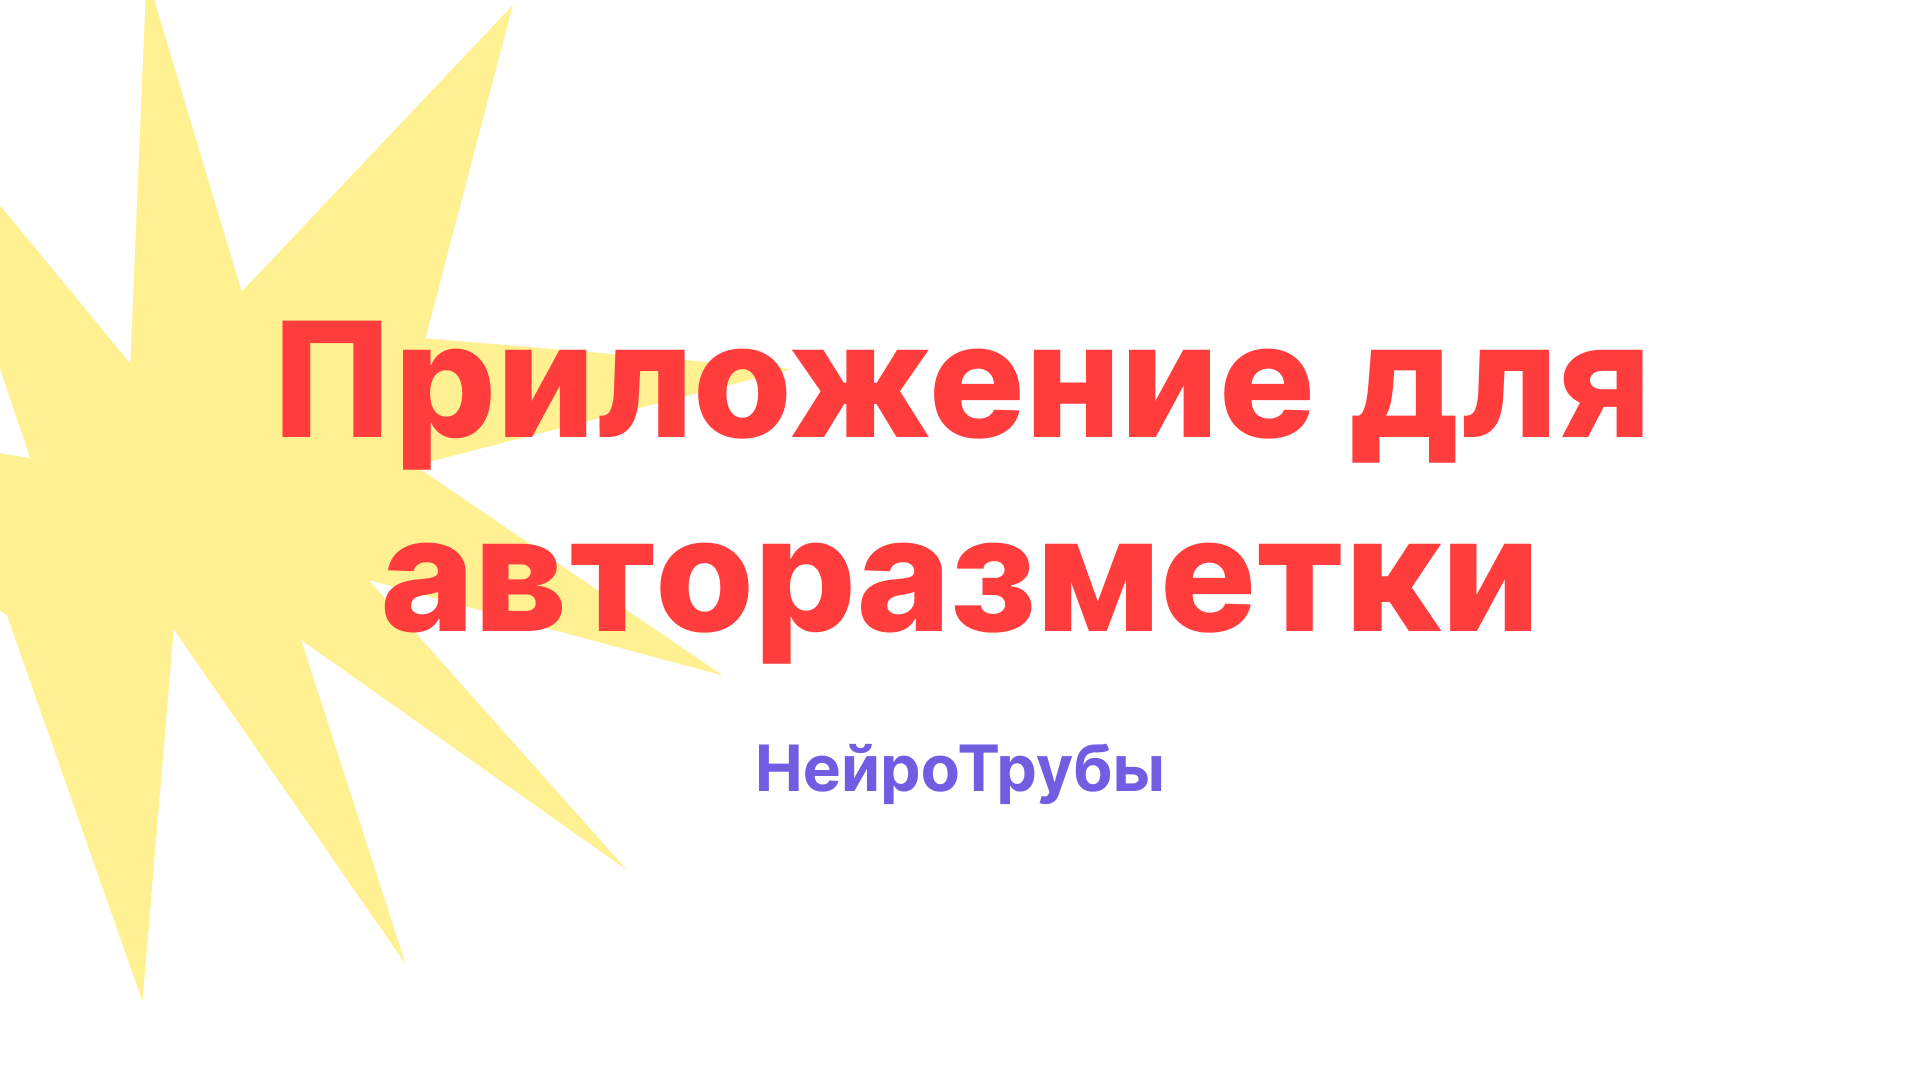 Приложение для
авторазметки
НейроТрубы